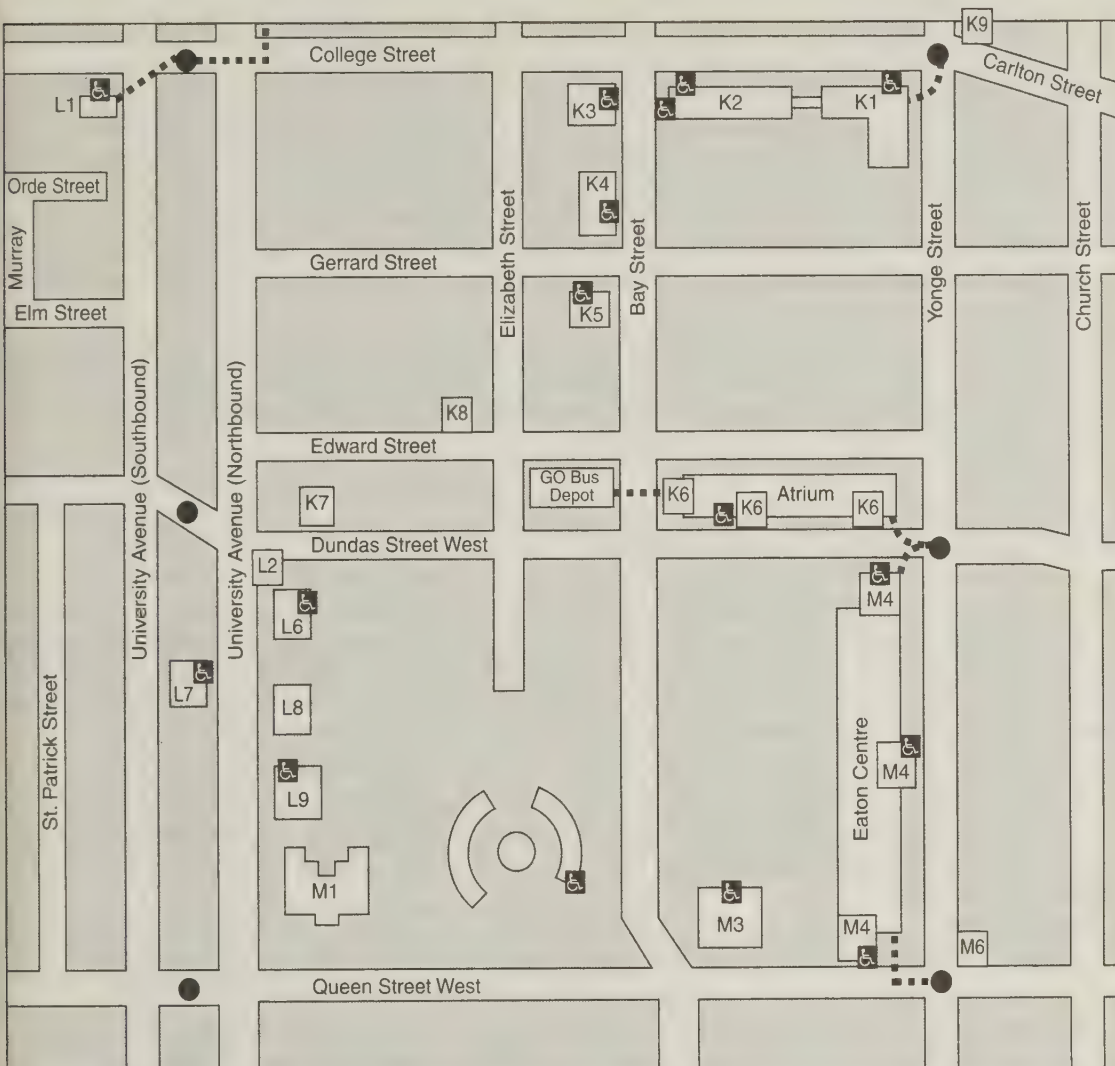 K9
College Street
Carlton Street
L1
K3
K2
K1
Orde Street
K4
Murray
Elizabeth Street
Bay Street
Yonge Street
Church Street
Gerrard Street
Elm Street
K5
University Avenue (Southbound)
University Avenue (Northbound)
K8
Edward Street
GO Bus
Depot
K6
Atrium
K6
K6
K7
Dundas Street West
L2
M4
L6
L7
L8
St. Patrick Street
Eaton Centre
M4
L9
M1
M3
M4
M6
Queen Street West